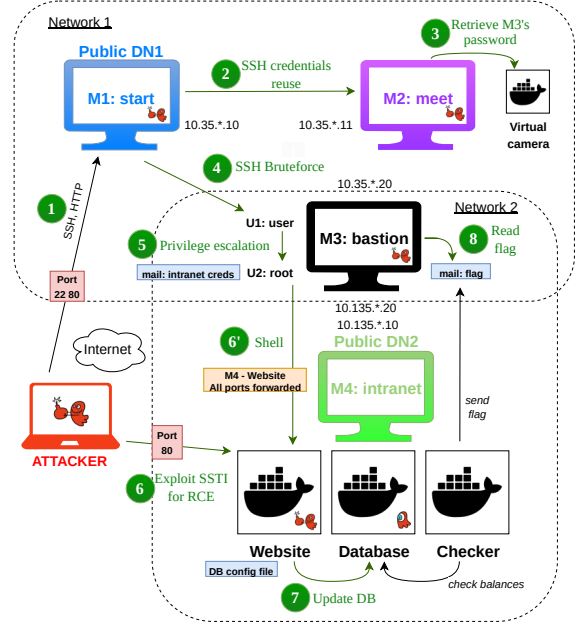 Network 1
Public DN1
M1: start
10.35.*.10
2
SSH credentials
reuse
3
Retrieve M3's
password
M2: meet
10.35.*.11
Virtual
camera
1
SSH, HTTP
4
SSH Bruteforce
10.35.*.20
Network 2
U1: user
M3: bastion
5
Privilege escalation
mail: intranet creds
U2: root
8
Read
flag
mail: flag
Port
22 80
10.135.*.20
10.135.*.10
Public DN2
M4: intranet
Internet
6'
Shell
M4 - Website
All ports forwarded
send
flag
ATTACKER
Port
80
6
Exploit SSTI
for RCE
Website
Database
Checker
DB config file
7
Update DB
check balances